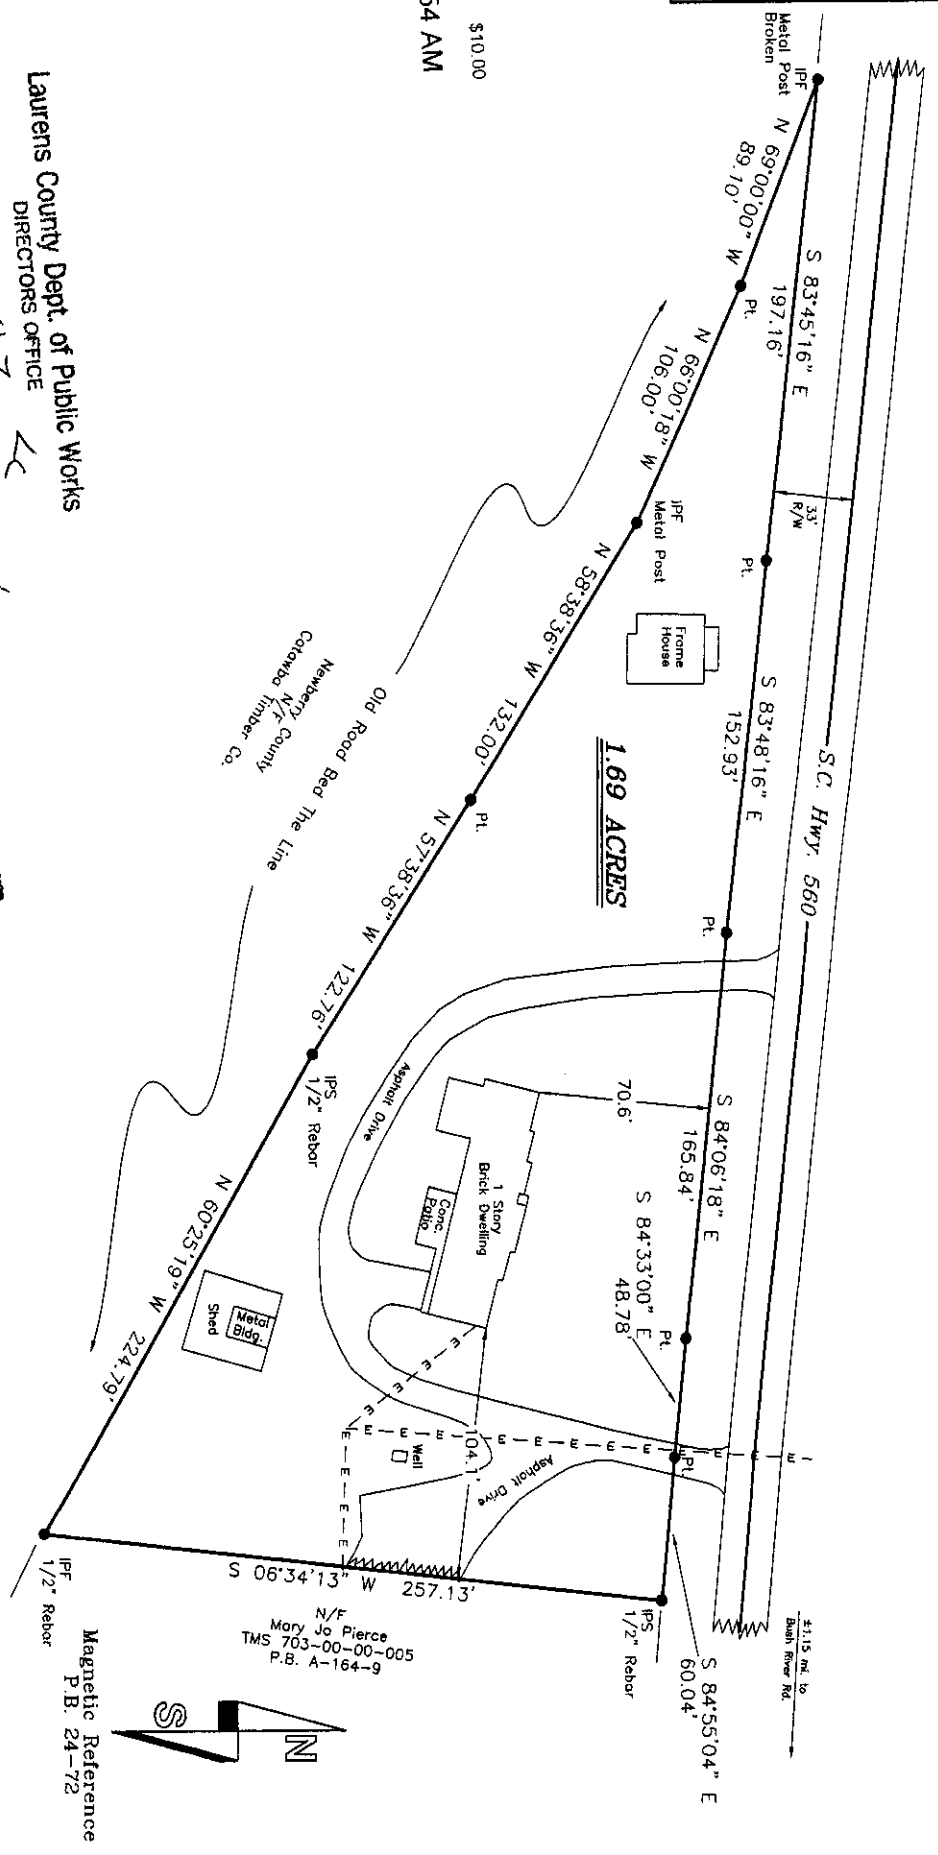 $10.00
54 AM
Laurens County Dept. of Public Works
DIRECTORS OFFICE
IPF
Metal Post
Broken
S 83°45'16" E
197.16'
N 69°00'00" W
89.10'
Pt.
33'
R/W
Pt.
N 66°00'18" W
106.00'
IPF
Metal Post
S.C. Hwy. 560
S 83°48'16" E
152.93'
Pt.
Frame
House
1.69 ACRES
N 58°38'36" W 132.00'
Pt.
Old Road Bed The Line
Newberry County
N/F
Catawba Timber Co.
N 57°38'36" W 122.76'
IPS
1/2" Rebar
Asphalt Drive
70.6'
S 84°06'18" E
165.84'
1 Story
Brick Dwelling
Conc.
Patio
S 84°33'00" E
48.78'
Pt.
N 60°25'19" W 224.79'
Metal
Bldg.
Shed
E E E E
E E E E E E E E E E
E E E E
104.1'
Well
Asphalt Drive
Pt.
S 84°55'04" E
60.04'
IPS
1/2" Rebar
±1.15 mi. to
Bush River Rd.
S 06°34'13" W 257.13'
N/F
Mary Jo Pierce
TMS 703-00-00-005
P.B. A-164-9
IPF
1/2" Rebar
N
S
Magnetic Reference
P.B. 24-72